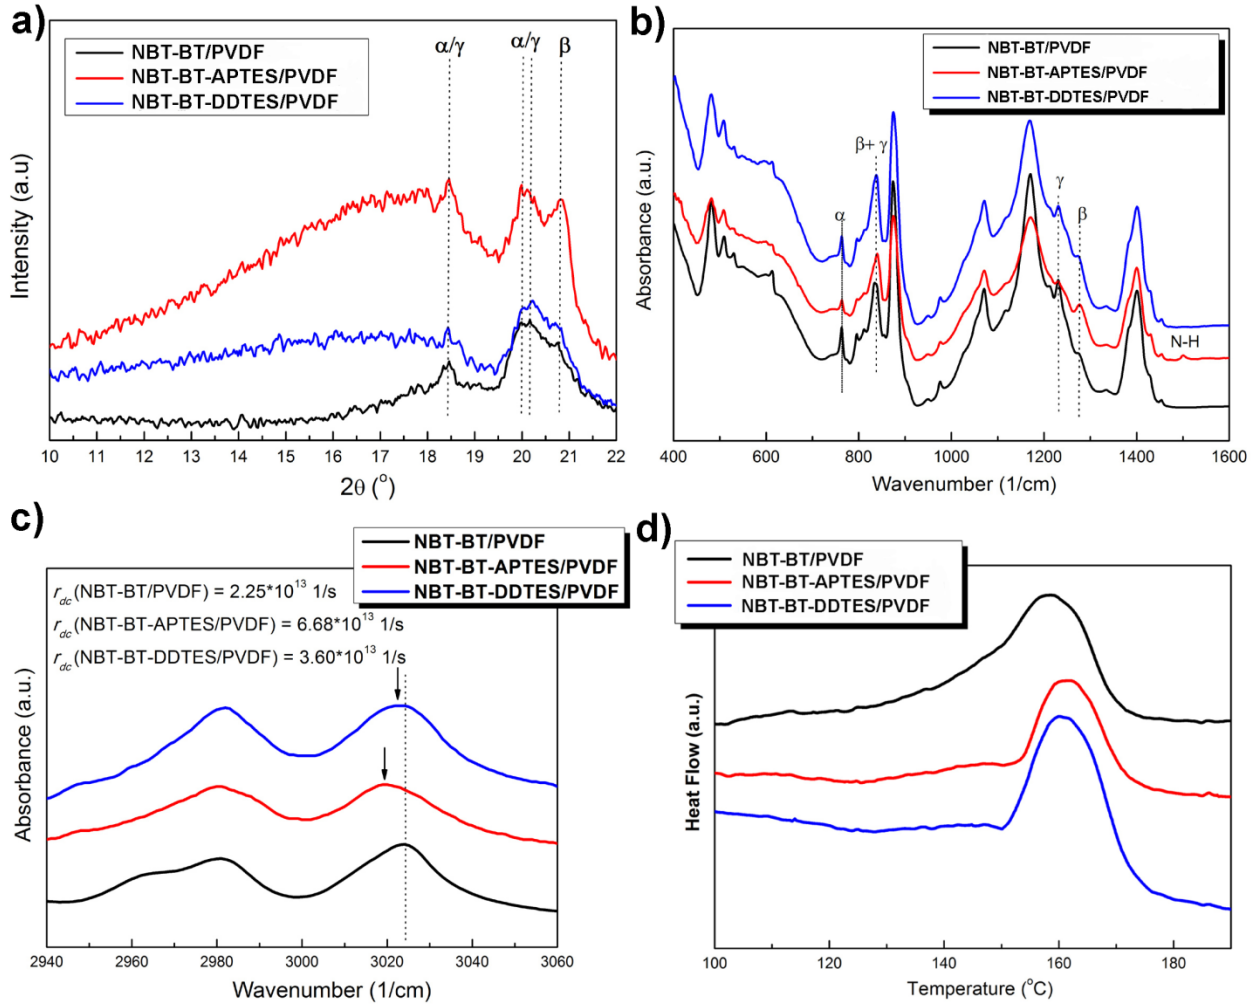 a)
NBT-BT/PVDF
NBT-BT-APTES/PVDF
NBT-BT-DDTES/PVDF
α/γ
α/γ
β
Intensity (a.u)
10 11 12 13 14 15 16 17 18 19 20 21 22
2θ (°)
b)
NBT-BT/PVDF
NBT-BT-APTES/PVDF
NBT-BT-DDTES/PVDF
β+ γ
α
γ
β
N-H
Absorbance (a.u.)
400 600 800 1000 1200 1400 1600
Wavenumber (1/cm)
c)
NBT-BT/PVDF
NBT-BT-APTES/PVDF
NBT-BT-DDTES/PVDF
r_dc(NBT-BT/PVDF) = 2.25*10^13 1/s
r_dc(NBT-BT-APTES/PVDF) = 6.68*10^13 1/s
r_dc(NBT-BT-DDTES/PVDF) = 3.60*10^13 1/s
Absorbance (a.u.)
2940 2960 2980 3000 3020 3040 3060
Wavenumber (1/cm)
d)
NBT-BT/PVDF
NBT-BT-APTES/PVDF
NBT-BT-DDTES/PVDF
Heat Flow (a.u.)
100 120 140 160 180
Temperature (°C)